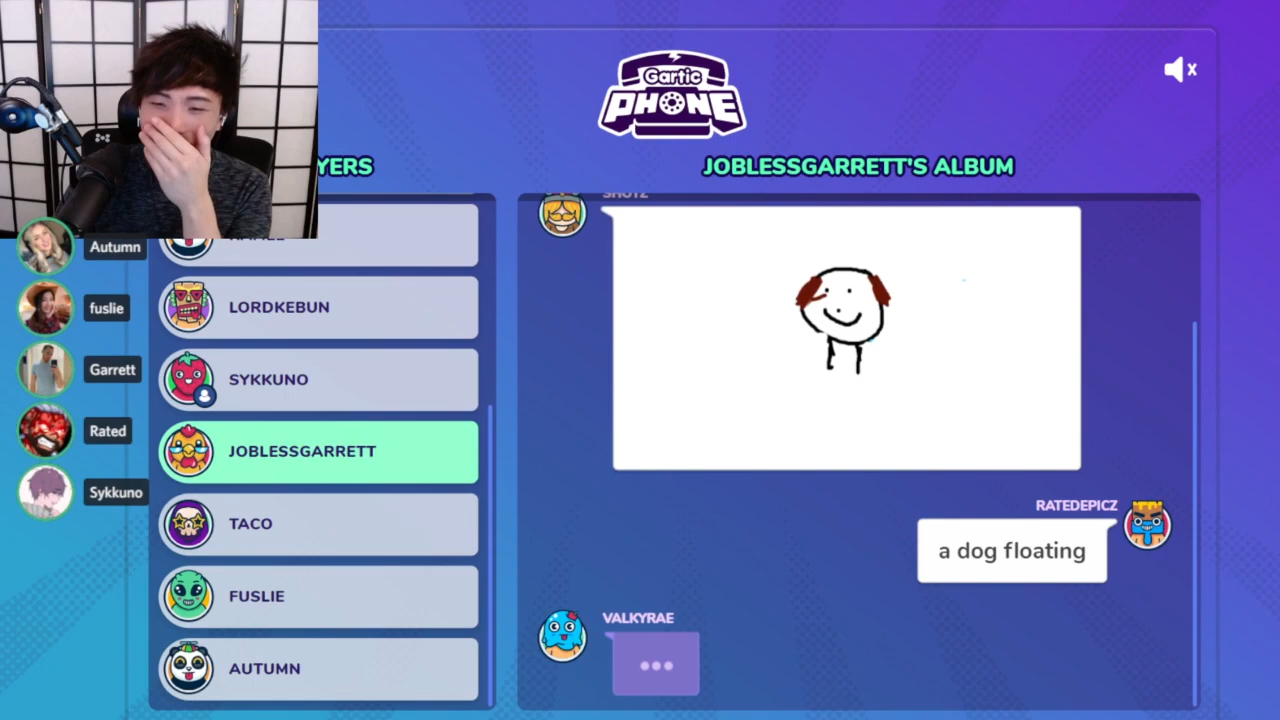 Gartic
PHONE
YERS
JOBLESSGARRETT'S ALBUM
SHOTZ
Autumn
fuslie
LORDKEBUN
Garrett
SYKKUNO
Rated
JOBLESSGARRETT
Sykkuno
RATEDEPICZ
TACO
a dog floating
FUSLIE
VALKYRAE
AUTUMN